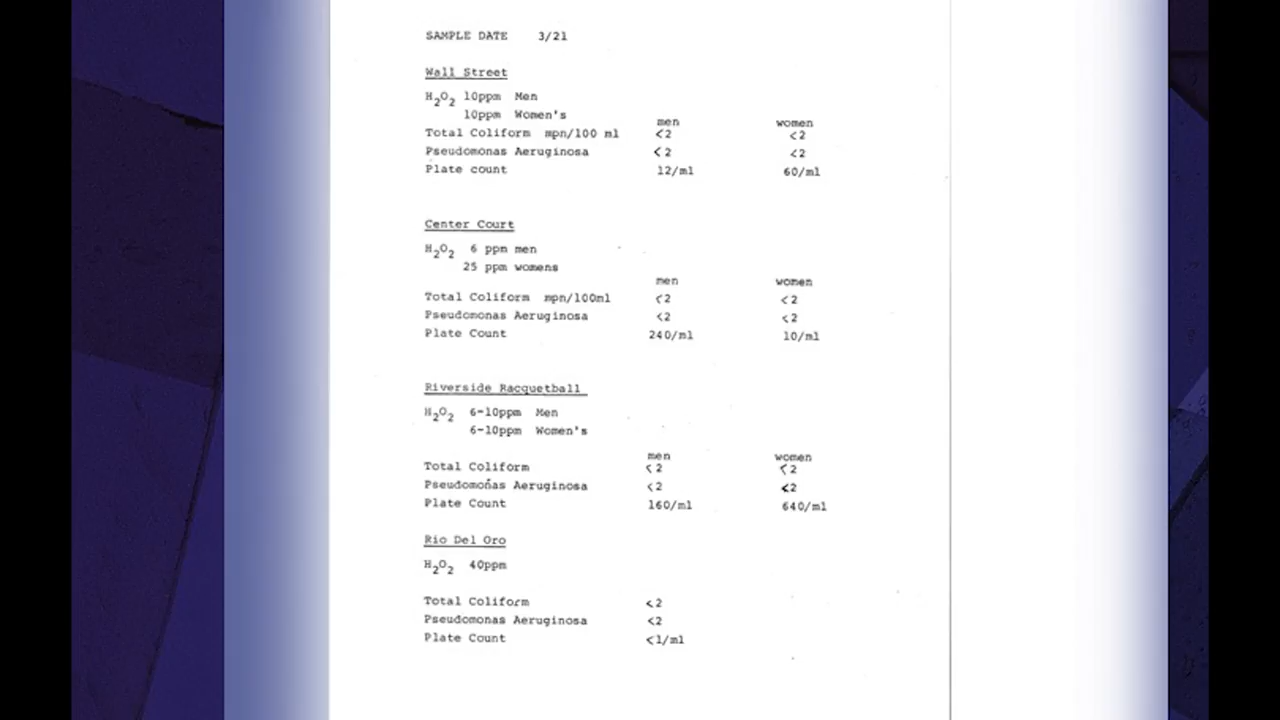 SAMPLE DATE 3/21
Wall Street
H2O2 10ppm Men
10ppm Women's
men women
Total Coliform mpn/100 ml <2 <2
Pseudomonas Aeruginosa <2 <2
Plate count 12/ml 60/ml
Center Court
H2O2 6 ppm men
25 ppm womens
men women
Total Coliform mpn/100ml <2 <2
Pseudomonas Aeruginosa <2 <2
Plate Count 240/ml 10/ml
Riverside Racquetball
H2O2 6-10ppm Men
6-10ppm Women's
men women
Total Coliform <2 <2
Pseudomonas Aeruginosa <2 <2
Plate Count 160/ml 640/ml
Rio Del Oro
H2O2 40ppm
Total Coliform <2
Pseudomonas Aeruginosa <2
Plate Count <1/ml